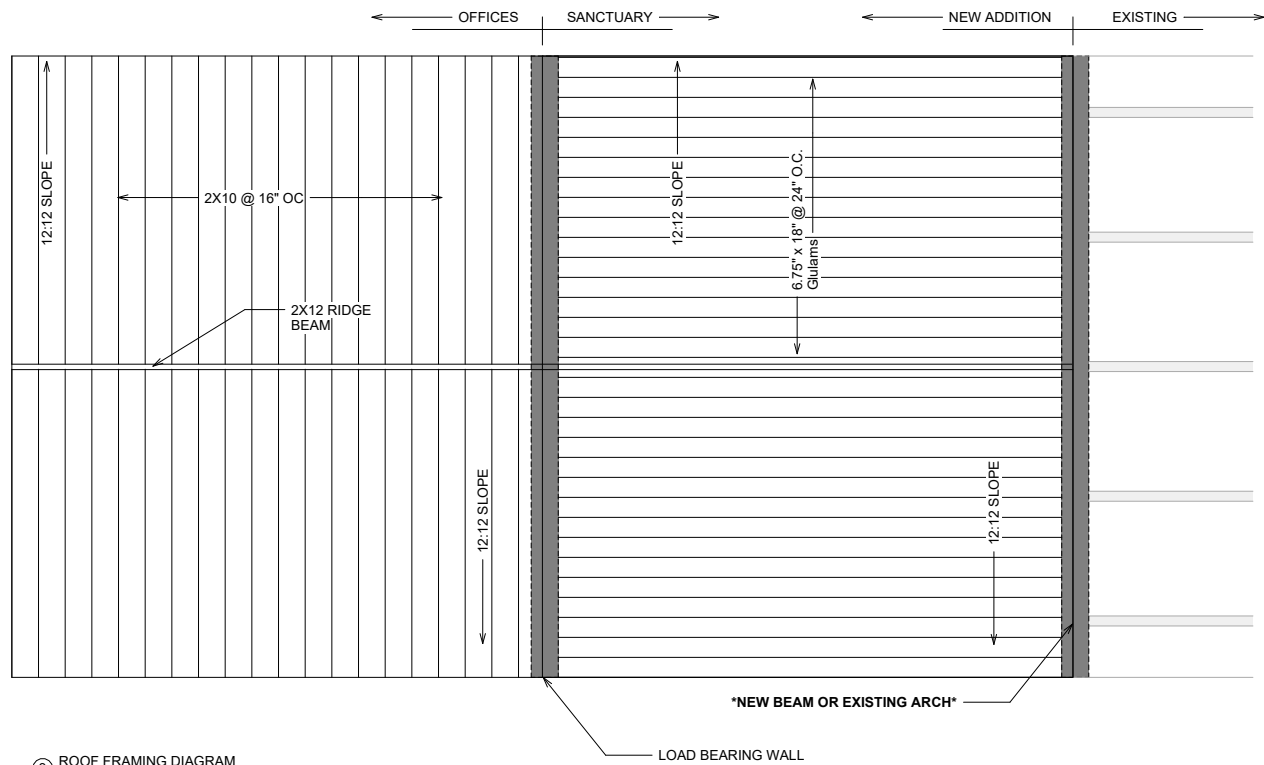 OFFICES
SANCTUARY
NEW ADDITION
EXISTING
12:12 SLOPE
2X10 @ 16" OC
12:12 SLOPE
6.75" x 18" @ 24" O.C.
Glulams
2X12 RIDGE
BEAM
12:12 SLOPE
12:12 SLOPE
*NEW BEAM OR EXISTING ARCH*
LOAD BEARING WALL
ROOF FRAMING DIAGRAM